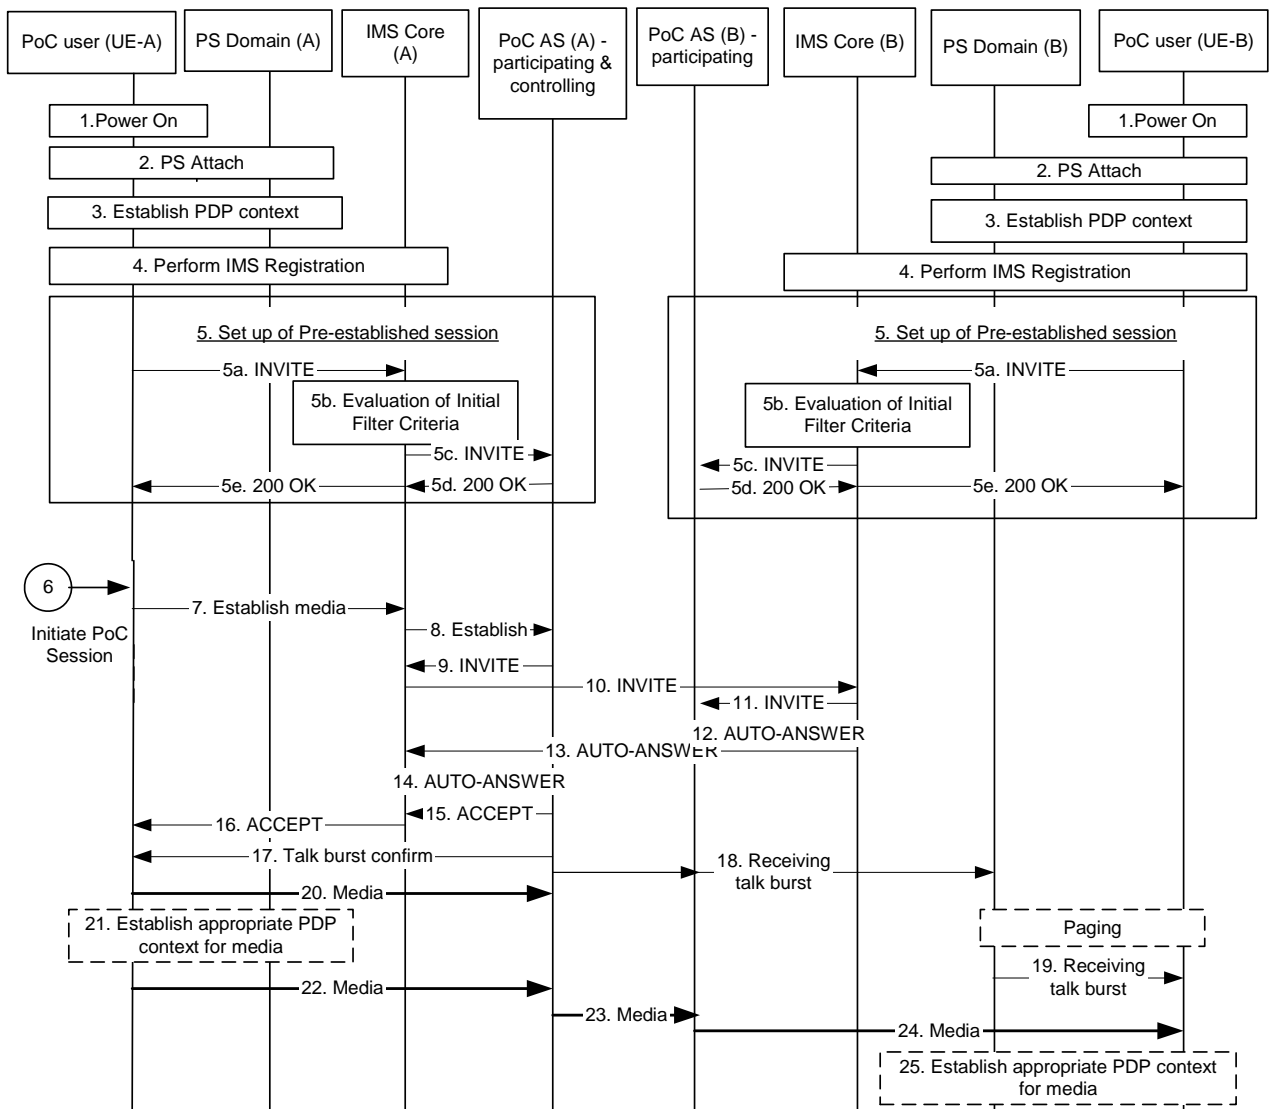 PoC user (UE-A)
PS Domain (A)
IMS Core
(A)
PoC AS (A) -
participating &
controlling
PoC AS (B) -
participating
IMS Core (B)
PS Domain (B)
PoC user (UE-B)
1.Power On
1.Power On
2. PS Attach
2. PS Attach
3. Establish PDP context
3. Establish PDP context
4. Perform IMS Registration
4. Perform IMS Registration
5. Set up of Pre-established session
5. Set up of Pre-established session
5a. INVITE
5a. INVITE
5b. Evaluation of Initial
Filter Criteria
5b. Evaluation of Initial
Filter Criteria
5c. INVITE
5c. INVITE
5e. 200 OK
5d. 200 OK
5d. 200 OK
5e. 200 OK
6
Initiate PoC
Session
7. Establish media
8. Establish
9. INVITE
10. INVITE
11. INVITE
12. AUTO-ANSWER
13. AUTO-ANSWER
14. AUTO-ANSWER
15. ACCEPT
16. ACCEPT
17. Talk burst confirm
18. Receiving
talk burst
20. Media
21. Establish appropriate PDP
context for media
Paging
19. Receiving
talk burst
22. Media
23. Media
24. Media
25. Establish appropriate PDP context
for media